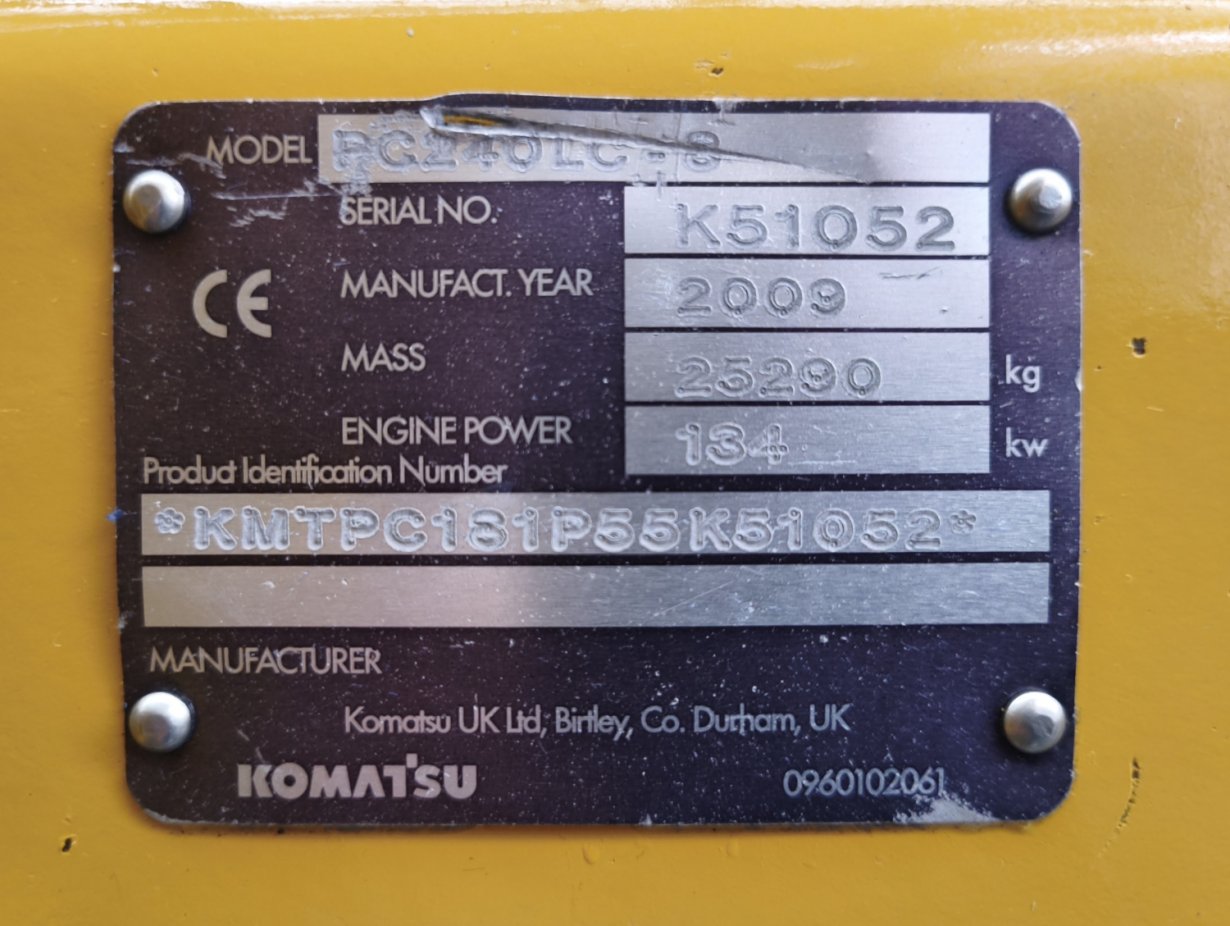 MODEL PC240LC-8
SERIAL NO. K51052
CE
MANUFACT. YEAR 2009
MASS 25290 kg
ENGINE POWER 134 kw
Product Identification Number
*KMTPC181P55K51052*
MANUFACTURER
Komatsu UK Ltd, Birtley, Co. Durham, UK
KOMATSU 0960102061